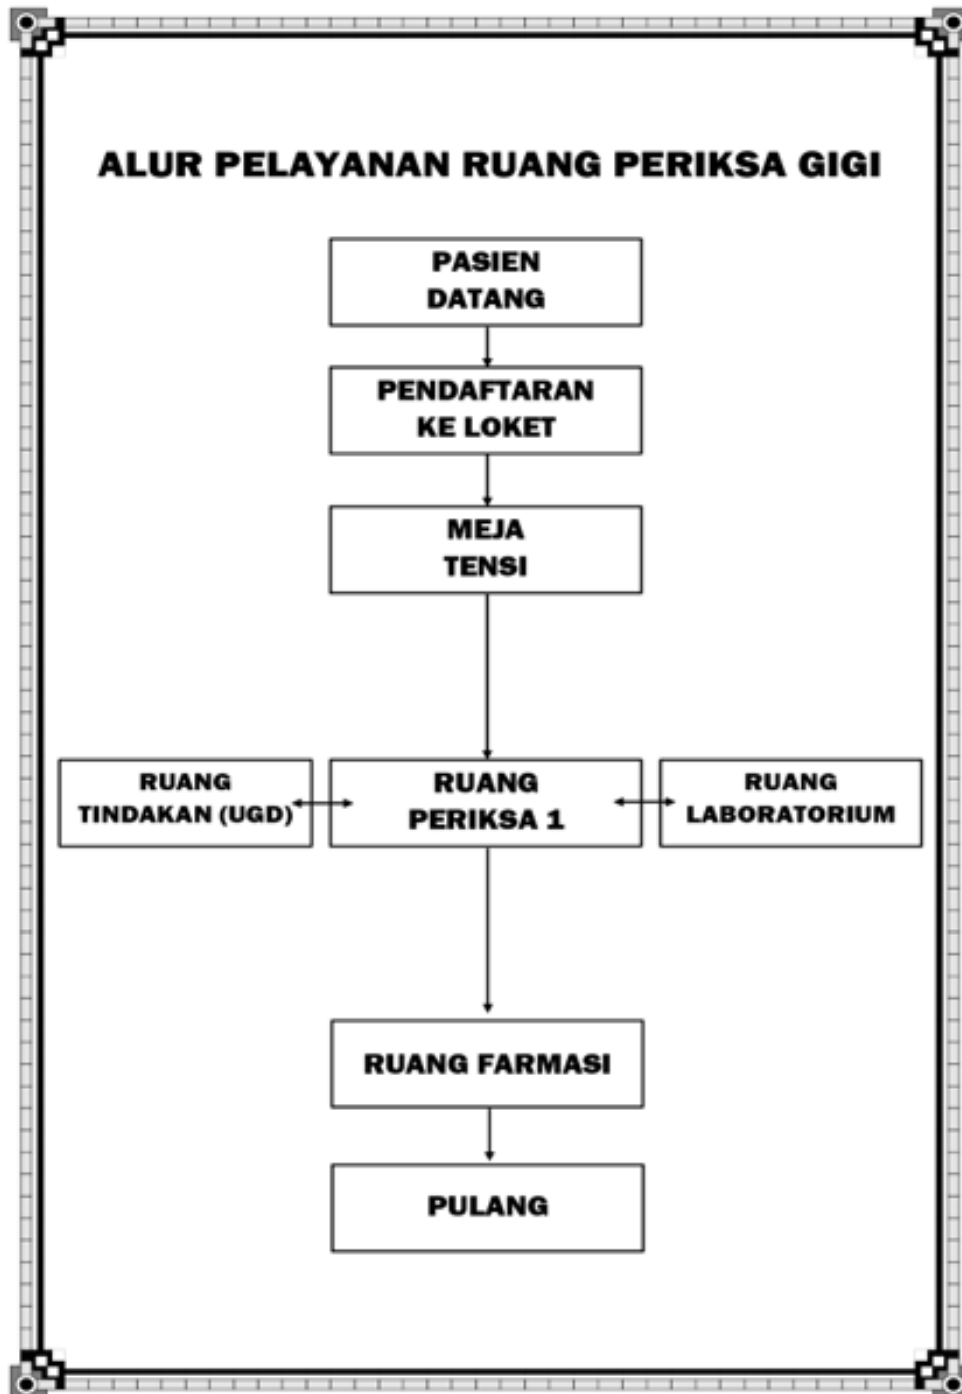 ALUR PELAYANAN RUANG PERIKSA GIGI
PASIEN
DATANG
PENDAFTARAN
KE LOKET
MEJA
TENSI
RUANG
TINDAKAN (UGD)
RUANG
PERIKSA 1
RUANG
LABORATORIUM
RUANG FARMASI
PULANG